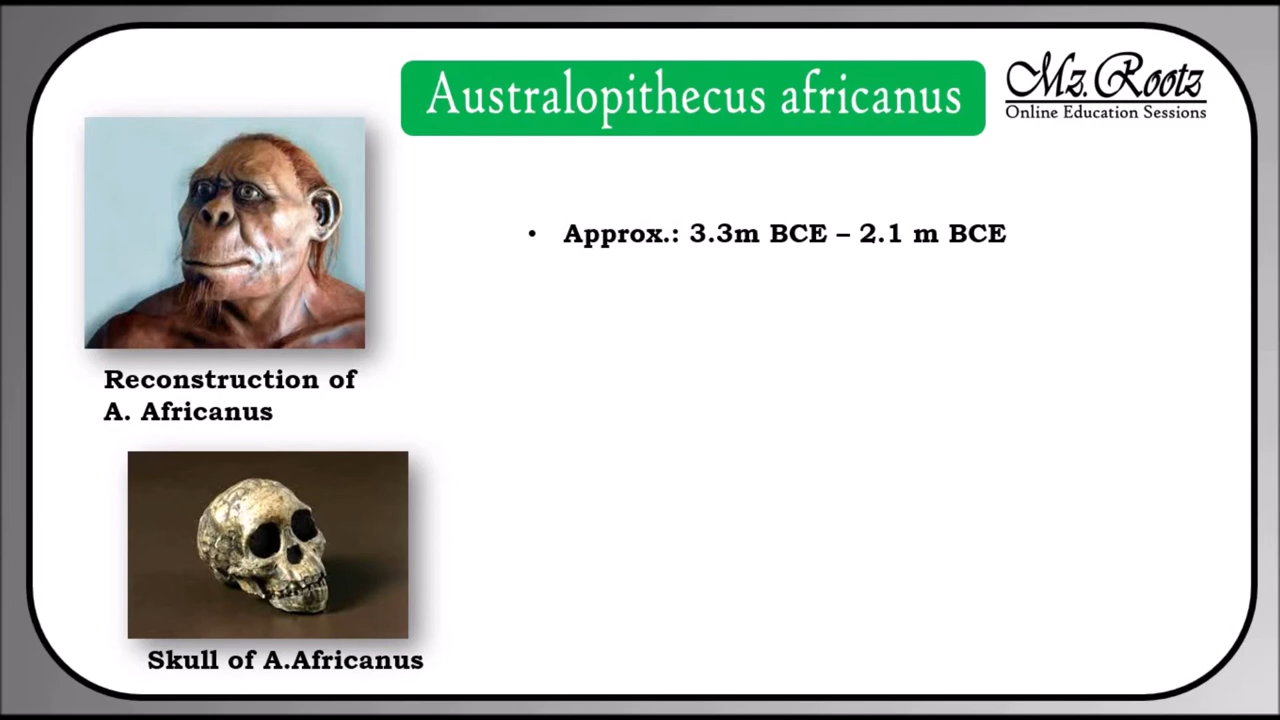 Australopithecus africanus
Mz. Rootz
Online Education Sessions
• Approx.: 3.3m BCE – 2.1 m BCE
Reconstruction of
A. Africanus
Skull of A.Africanus